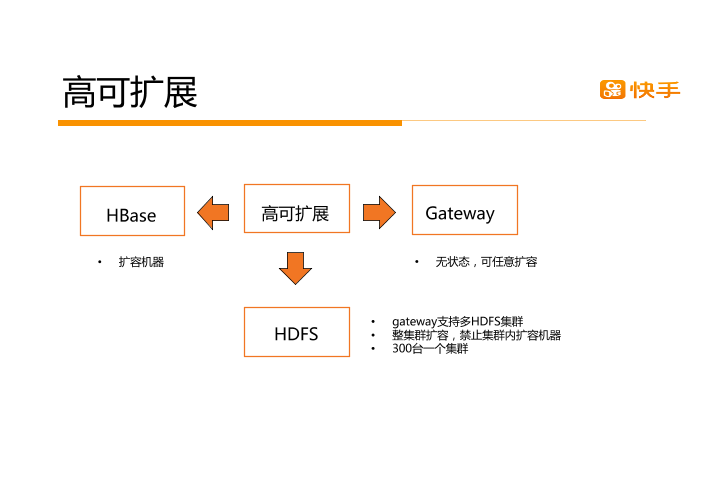 高可扩展
快手
HBase
高可扩展
Gateway
• 扩容机器
• 无状态，可任意扩容
HDFS
• gateway支持多HDFS集群
• 整集群扩容，禁止集群内扩容机器
• 300台一个集群